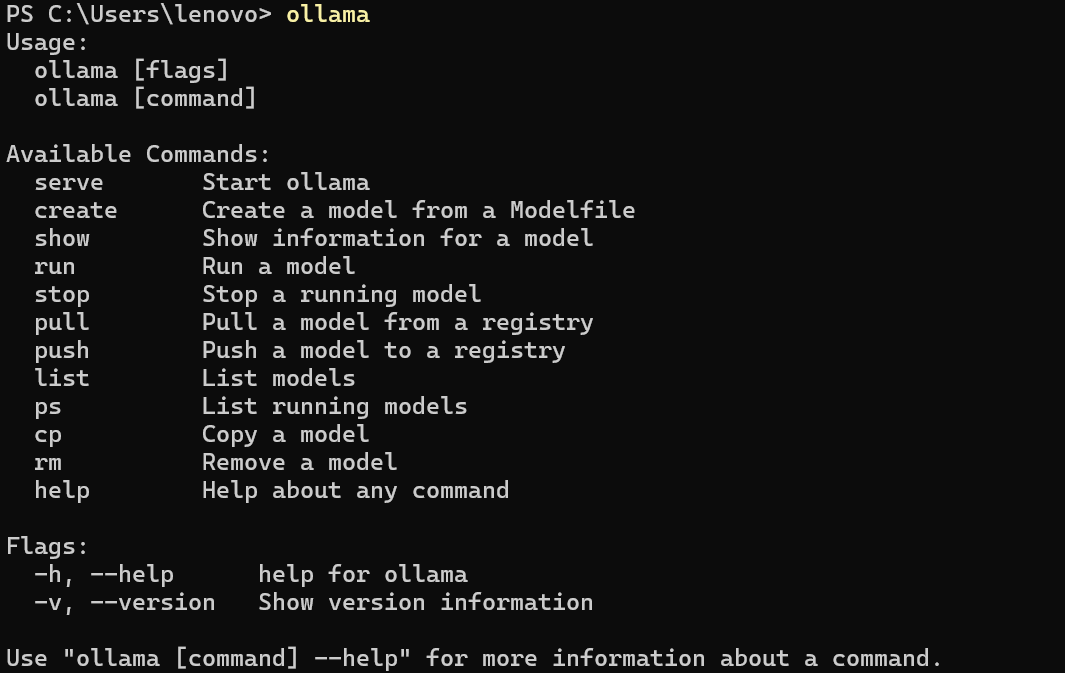 PS C:\Users\lenovo> ollama
Usage:
  ollama [flags]
  ollama [command]

Available Commands:
  serve       Start ollama
  create      Create a model from a Modelfile
  show        Show information for a model
  run         Run a model
  stop        Stop a running model
  pull        Pull a model from a registry
  push        Push a model to a registry
  list        List models
  ps          List running models
  cp          Copy a model
  rm          Remove a model
  help        Help about any command

Flags:
  -h, --help      help for ollama
  -v, --version   Show version information

Use "ollama [command] --help" for more information about a command.